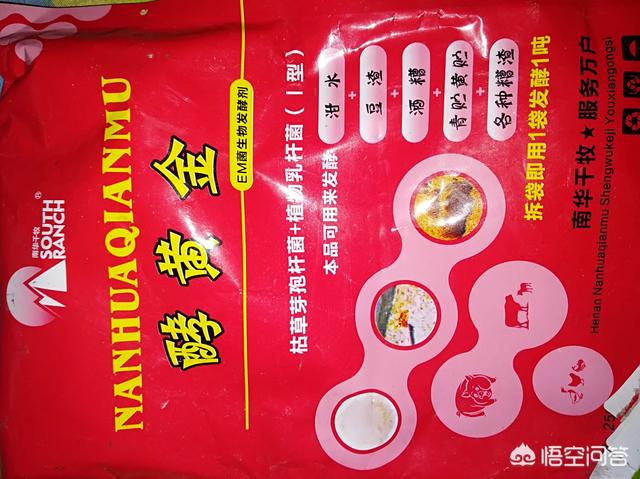 南华千牧®
SOUTH
RANCH
NANHUAQIANMU
酵黄金
EM菌生物发酵剂
枯草芽孢杆菌+植物乳杆菌(I型)
本品可用来发酵
泔水+豆渣+酒糟+青贮黄贮+各种糟渣
拆袋即用1袋发酵1吨
南华千牧★服务万户
Henan Nanhuaqianmu Shengwukeji Youxiangongsi
悟空问答